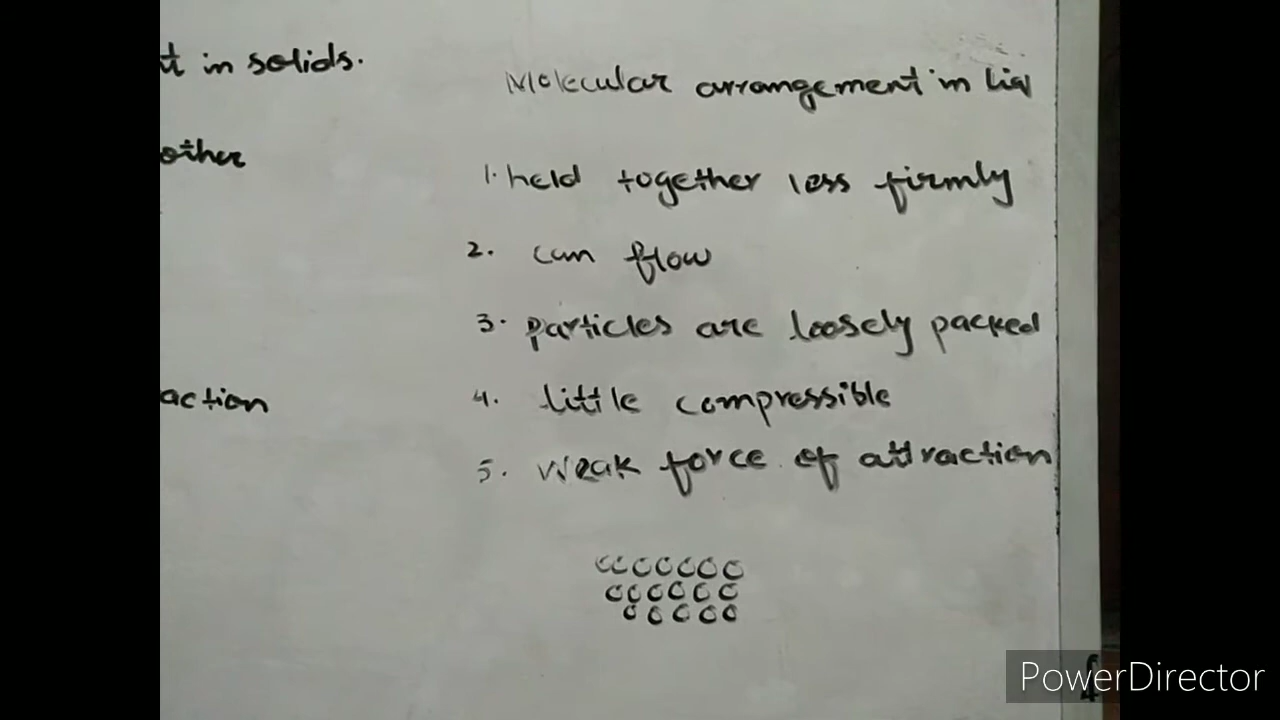 t in solids.
other
action
Molecular arrangement in liq
1. held together less firmly
2. can flow
3. particles are loosely packed
4. little compressible
5. weak force of attraction
PowerDirector